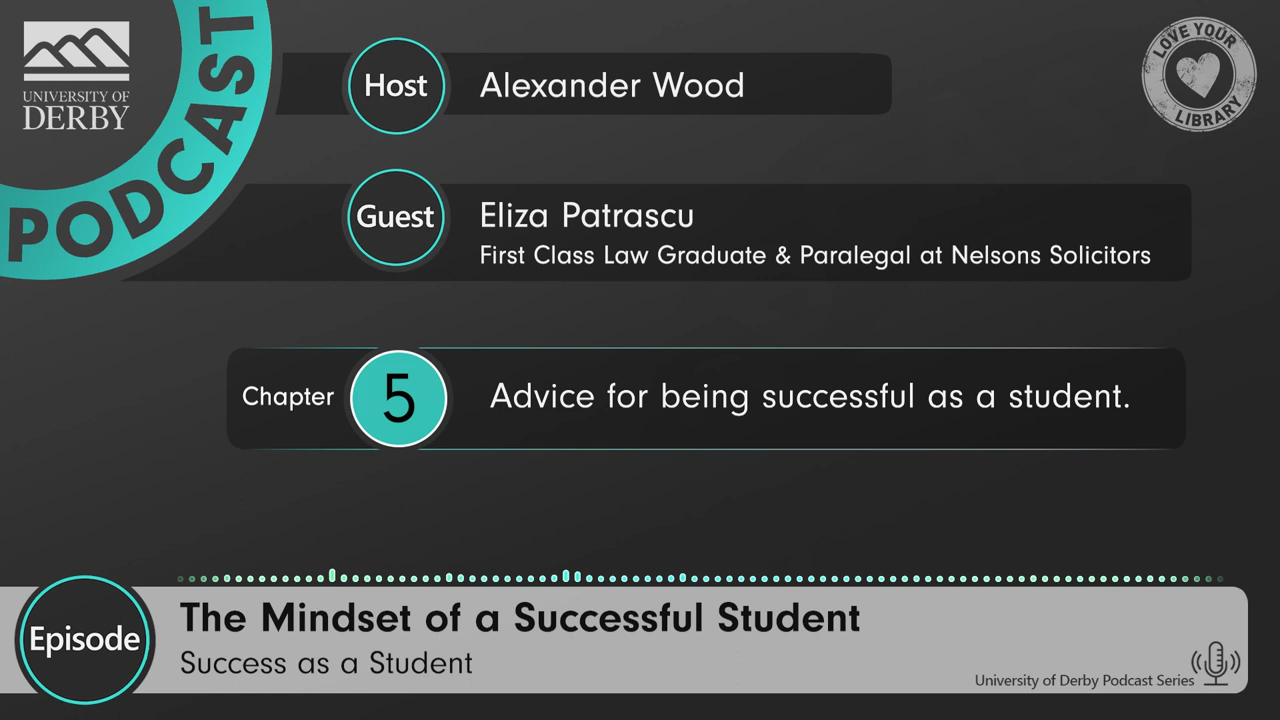 UNIVERSITY OF
DERBY
PODCAST
Host
Alexander Wood
LOVE YOUR
LIBRARY
Guest
Eliza Patrascu
First Class Law Graduate & Paralegal at Nelsons Solicitors
Chapter
5
Advice for being successful as a student.
Episode
The Mindset of a Successful Student
Success as a Student
University of Derby Podcast Series